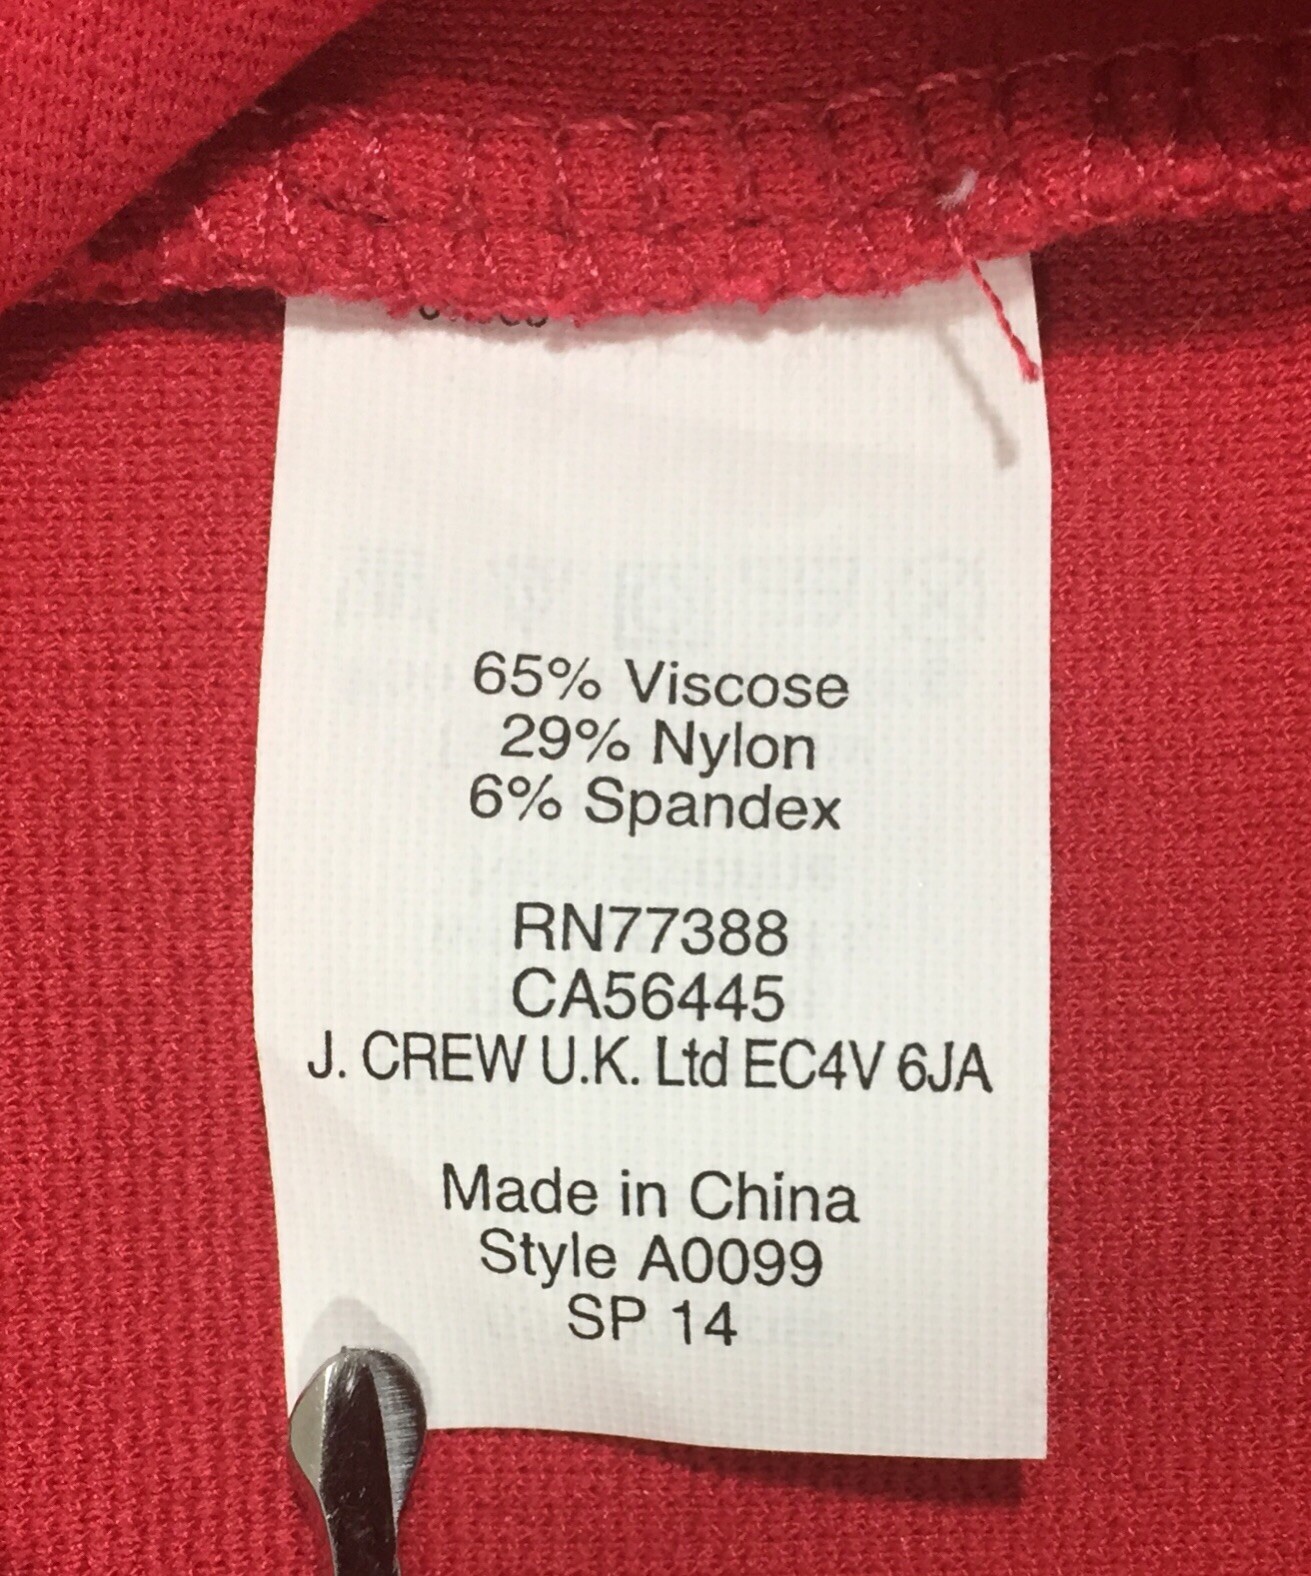 65% Viscose
29% Nylon
6% Spandex
RN77388
CA56445
J. CREW U.K. Ltd EC4V 6JA
Made in China
Style A0099
SP 14